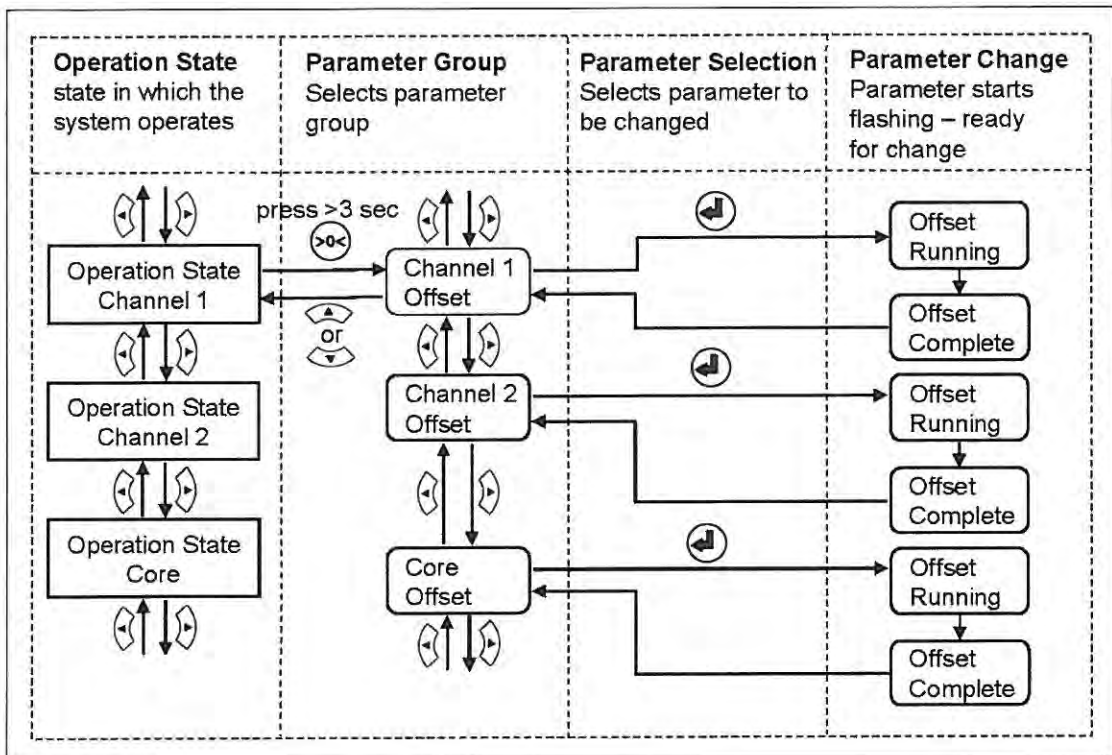 Operation State
state in which the
system operates
Parameter Group
Selects parameter
group
Parameter Selection
Selects parameter to
be changed
Parameter Change
Parameter starts
flashing – ready
for change
press >3 sec
>0<
or
Operation State
Channel 1
Channel 1
Offset
Offset
Running
Offset
Complete
Operation State
Channel 2
Channel 2
Offset
Offset
Running
Offset
Complete
Operation State
Core
Core
Offset
Offset
Running
Offset
Complete